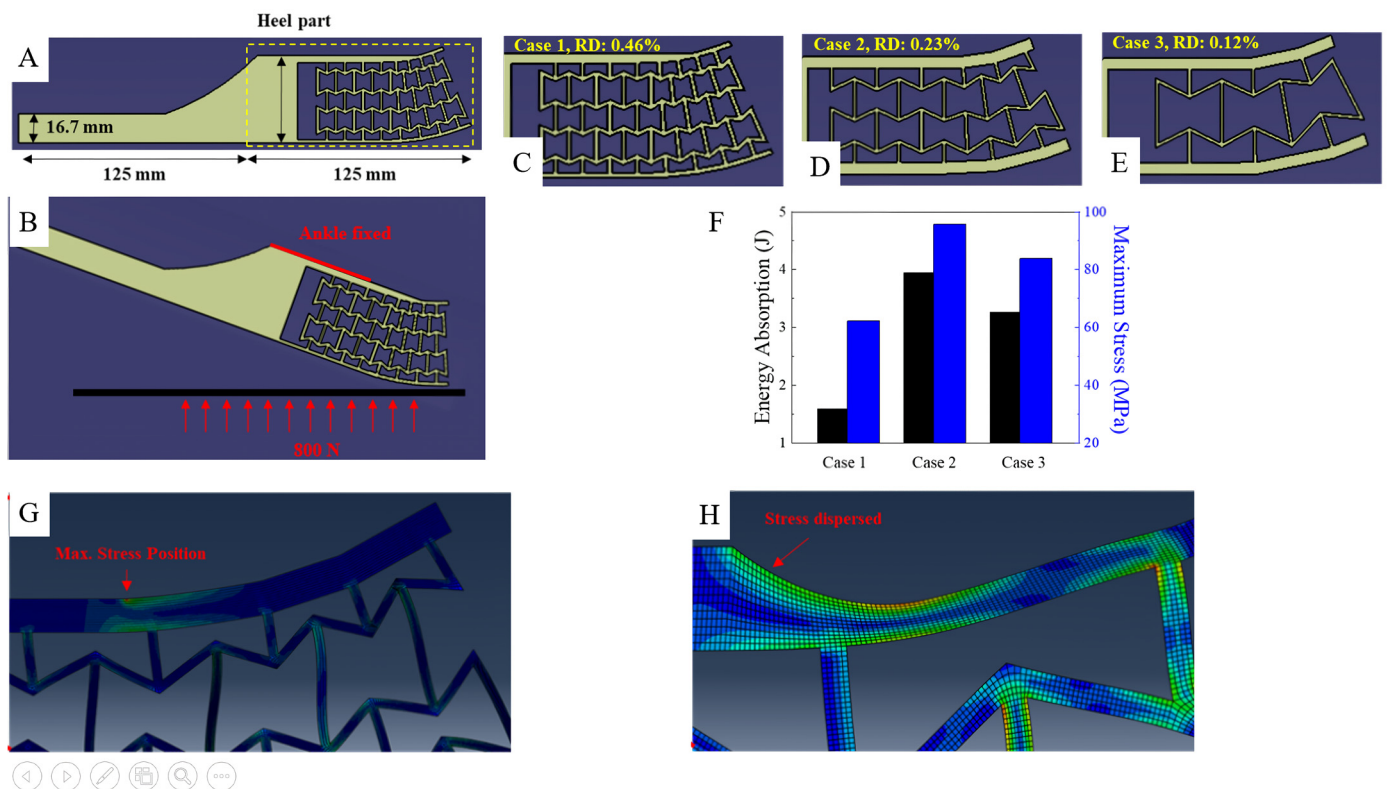 Heel part
A
16.7 mm
125 mm
125 mm
Case 1, RD: 0.46%
C
Case 2, RD: 0.23%
D
Case 3, RD: 0.12%
E
B
Ankle fixed
800 N
F
Energy Absorption (J)
5
4
3
2
1
Case 1
Case 2
Case 3
100
80
60
40
20
Maximum Stress (MPa)
G
Max. Stress Position
H
Stress dispersed